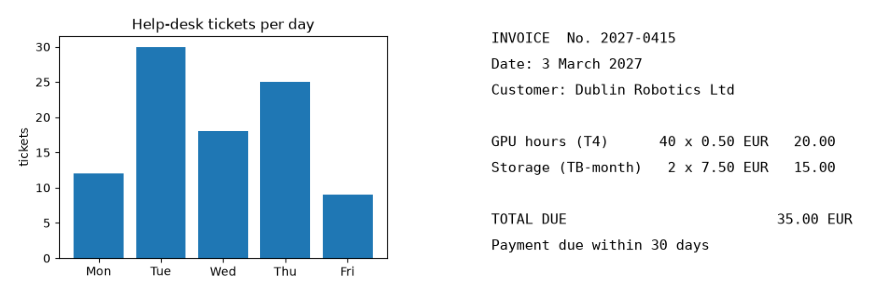 Help-desk tickets per day
tickets
30
25
20
15
10
5
0
Mon Tue Wed Thu Fri
INVOICE  No. 2027-0415
Date: 3 March 2027
Customer: Dublin Robotics Ltd
GPU hours (T4)      40 x 0.50 EUR   20.00
Storage (TB-month)   2 x 7.50 EUR   15.00
TOTAL DUE                         35.00 EUR
Payment due within 30 days